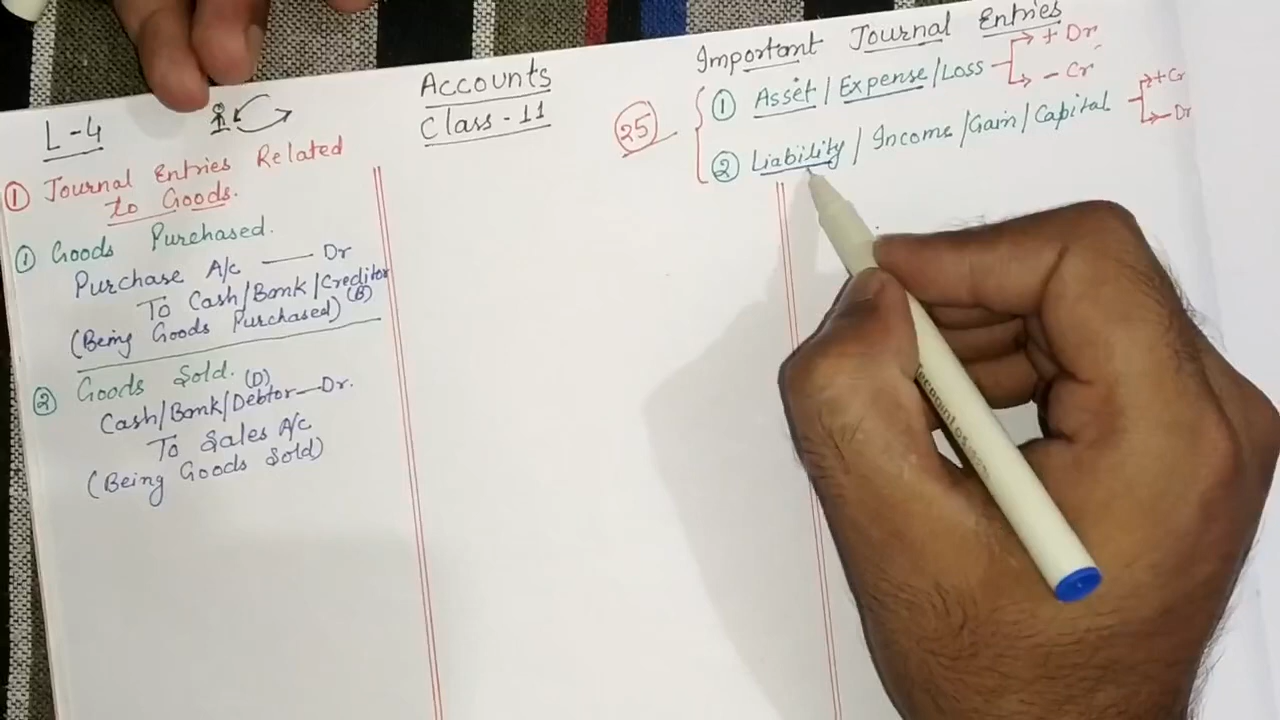 L-4
Accounts
Class-11
Important Journal Entries
25
① Asset / Expense / Loss
+ Dr
- Cr
② Liability / Income / Gain / Capital
+ Cr
- Dr
① Journal Entries Related
to Goods.
① Goods Purchased.
Purchase A/c —— Dr
To Cash/Bank/Creditor
(B)
(Being Goods Purchased)
② Goods Sold.
(D)
Cash/Bank/Debtor—Dr.
To Sales A/c
(Being Goods Sold)